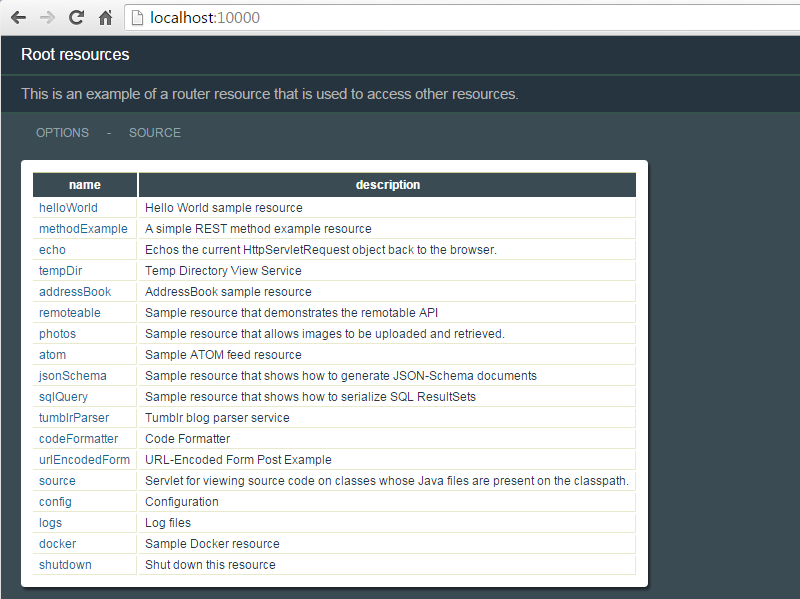 localhost:10000
Root resources
This is an example of a router resource that is used to access other resources.
OPTIONS - SOURCE
name description
helloWorld Hello World sample resource
methodExample A simple REST method example resource
echo Echos the current HttpServletRequest object back to the browser.
tempDir Temp Directory View Service
addressBook AddressBook sample resource
remoteable Sample resource that demonstrates the remotable API
photos Sample resource that allows images to be uploaded and retrieved.
atom Sample ATOM feed resource
jsonSchema Sample resource that shows how to generate JSON-Schema documents
sqlQuery Sample resource that shows how to serialize SQL ResultSets
tumblrParser Tumblr blog parser service
codeFormatter Code Formatter
urlEncodedForm URL-Encoded Form Post Example
source Servlet for viewing source code on classes whose Java files are present on the classpath.
config Configuration
logs Log files
docker Sample Docker resource
shutdown Shut down this resource